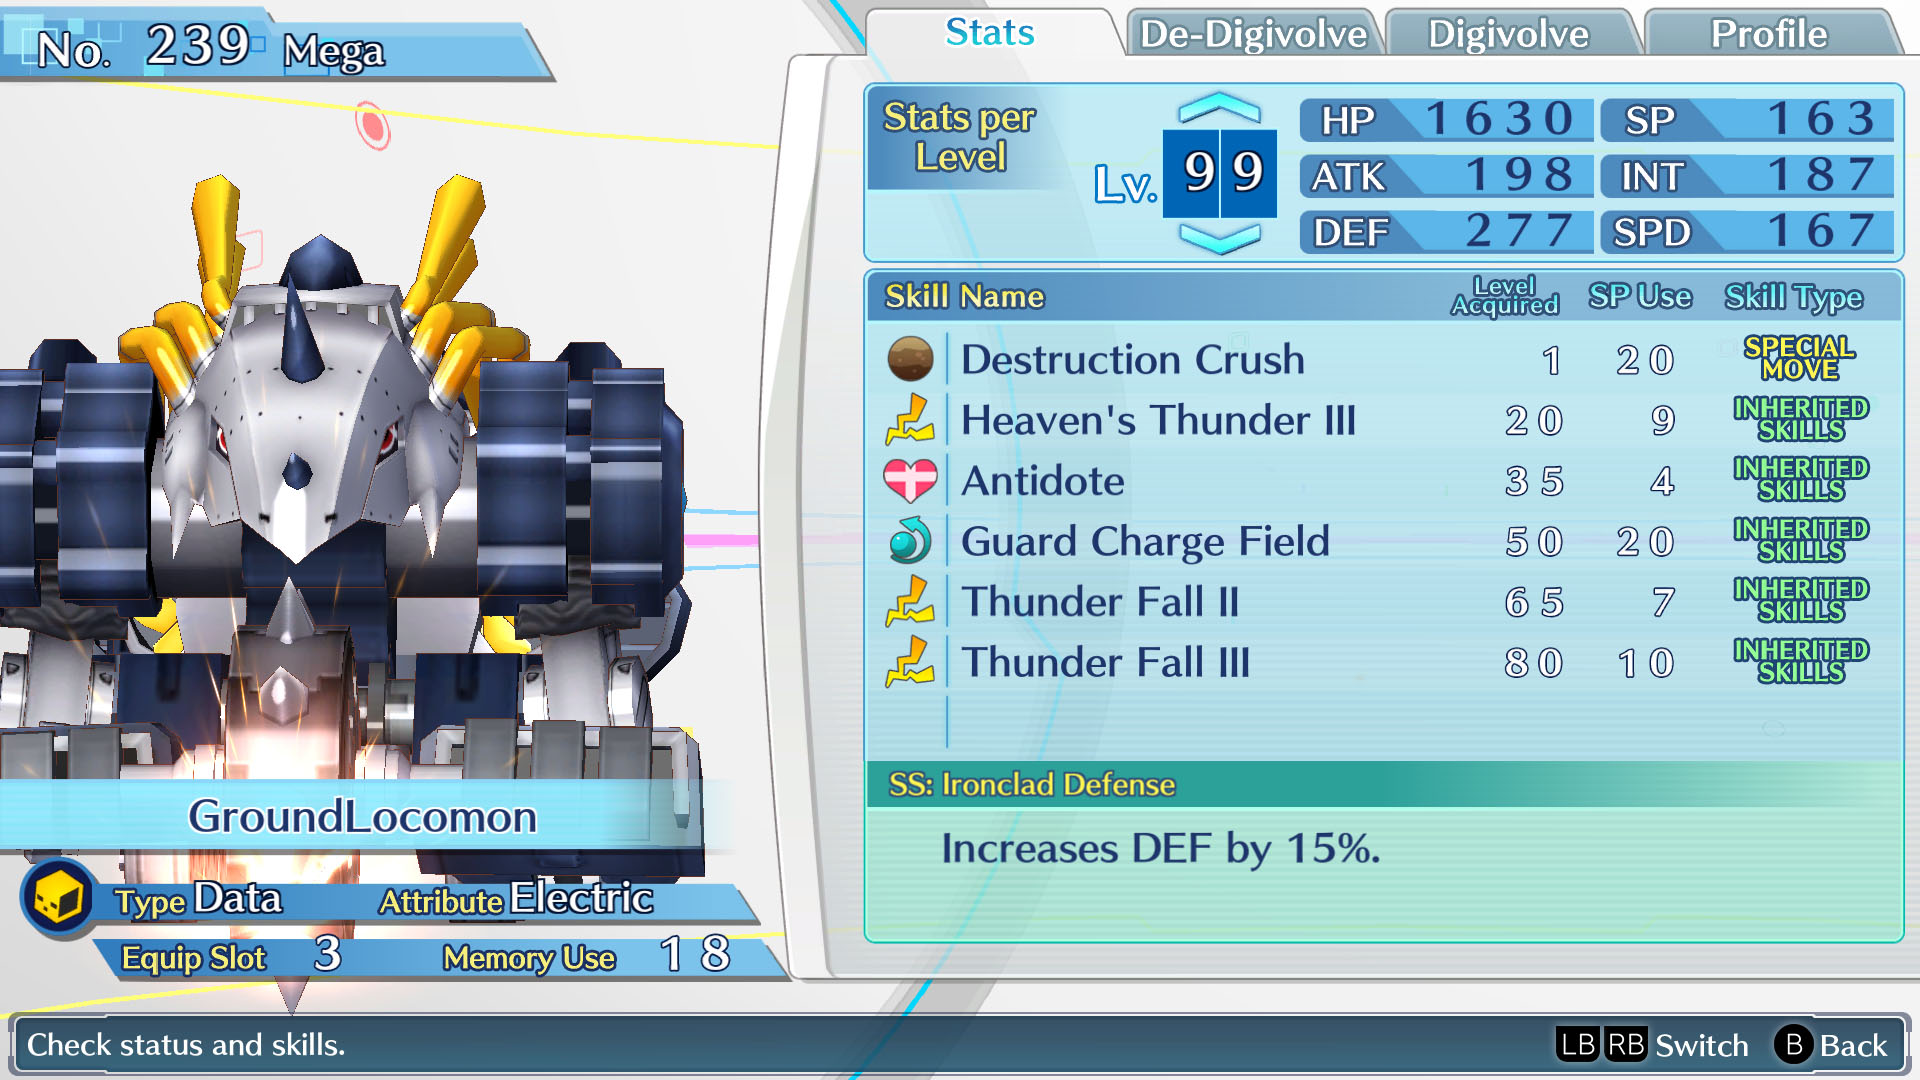 No. 239 Mega
Stats
De-Digivolve
Digivolve
Profile
Stats per
Level
Lv. 99
HP 1630
SP 163
ATK 198
INT 187
DEF 277
SPD 167
Skill Name
Level
Acquired
SP Use
Skill Type
Destruction Crush 1 20 SPECIAL
MOVE
Heaven's Thunder III 20 9 INHERITED
SKILLS
Antidote 35 4 INHERITED
SKILLS
Guard Charge Field 50 20 INHERITED
SKILLS
Thunder Fall II 65 7 INHERITED
SKILLS
Thunder Fall III 80 10 INHERITED
SKILLS
SS: Ironclad Defense
Increases DEF by 15%.
GroundLocomon
Type Data Attribute Electric
Equip Slot 3 Memory Use 18
Check status and skills.
LB RB Switch B Back